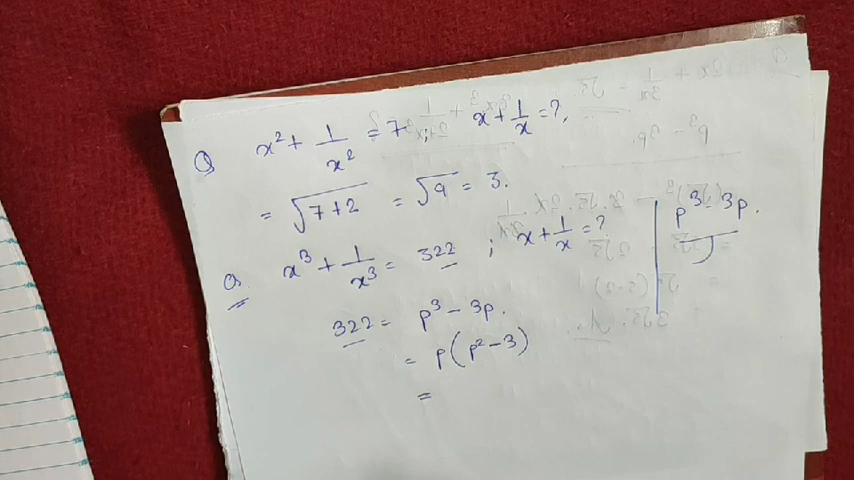 Q x² + 1/x² = 7 ; x + 1/x = ?,
= √(7+2) = √9 = 3.
Q. x³ + 1/x³ = 322 ; x + 1/x = ?
p³ - 3p.
322 = p³ - 3p.
= p(p² - 3)
=